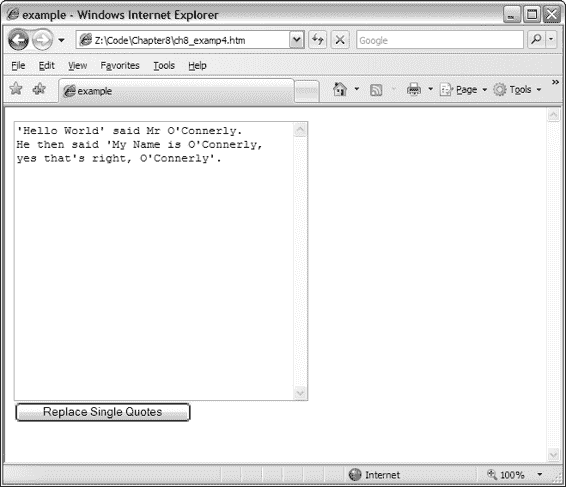 example - Windows Internet Explorer
Z:\Code\Chapter8\ch8_examp4.htm
Google
File Edit View Favorites Tools Help
example
Page
Tools
»
'Hello World' said Mr O'Connerly.
He then said 'My Name is O'Connerly,
yes that's right, O'Connerly'.
Replace Single Quotes
Internet
100%